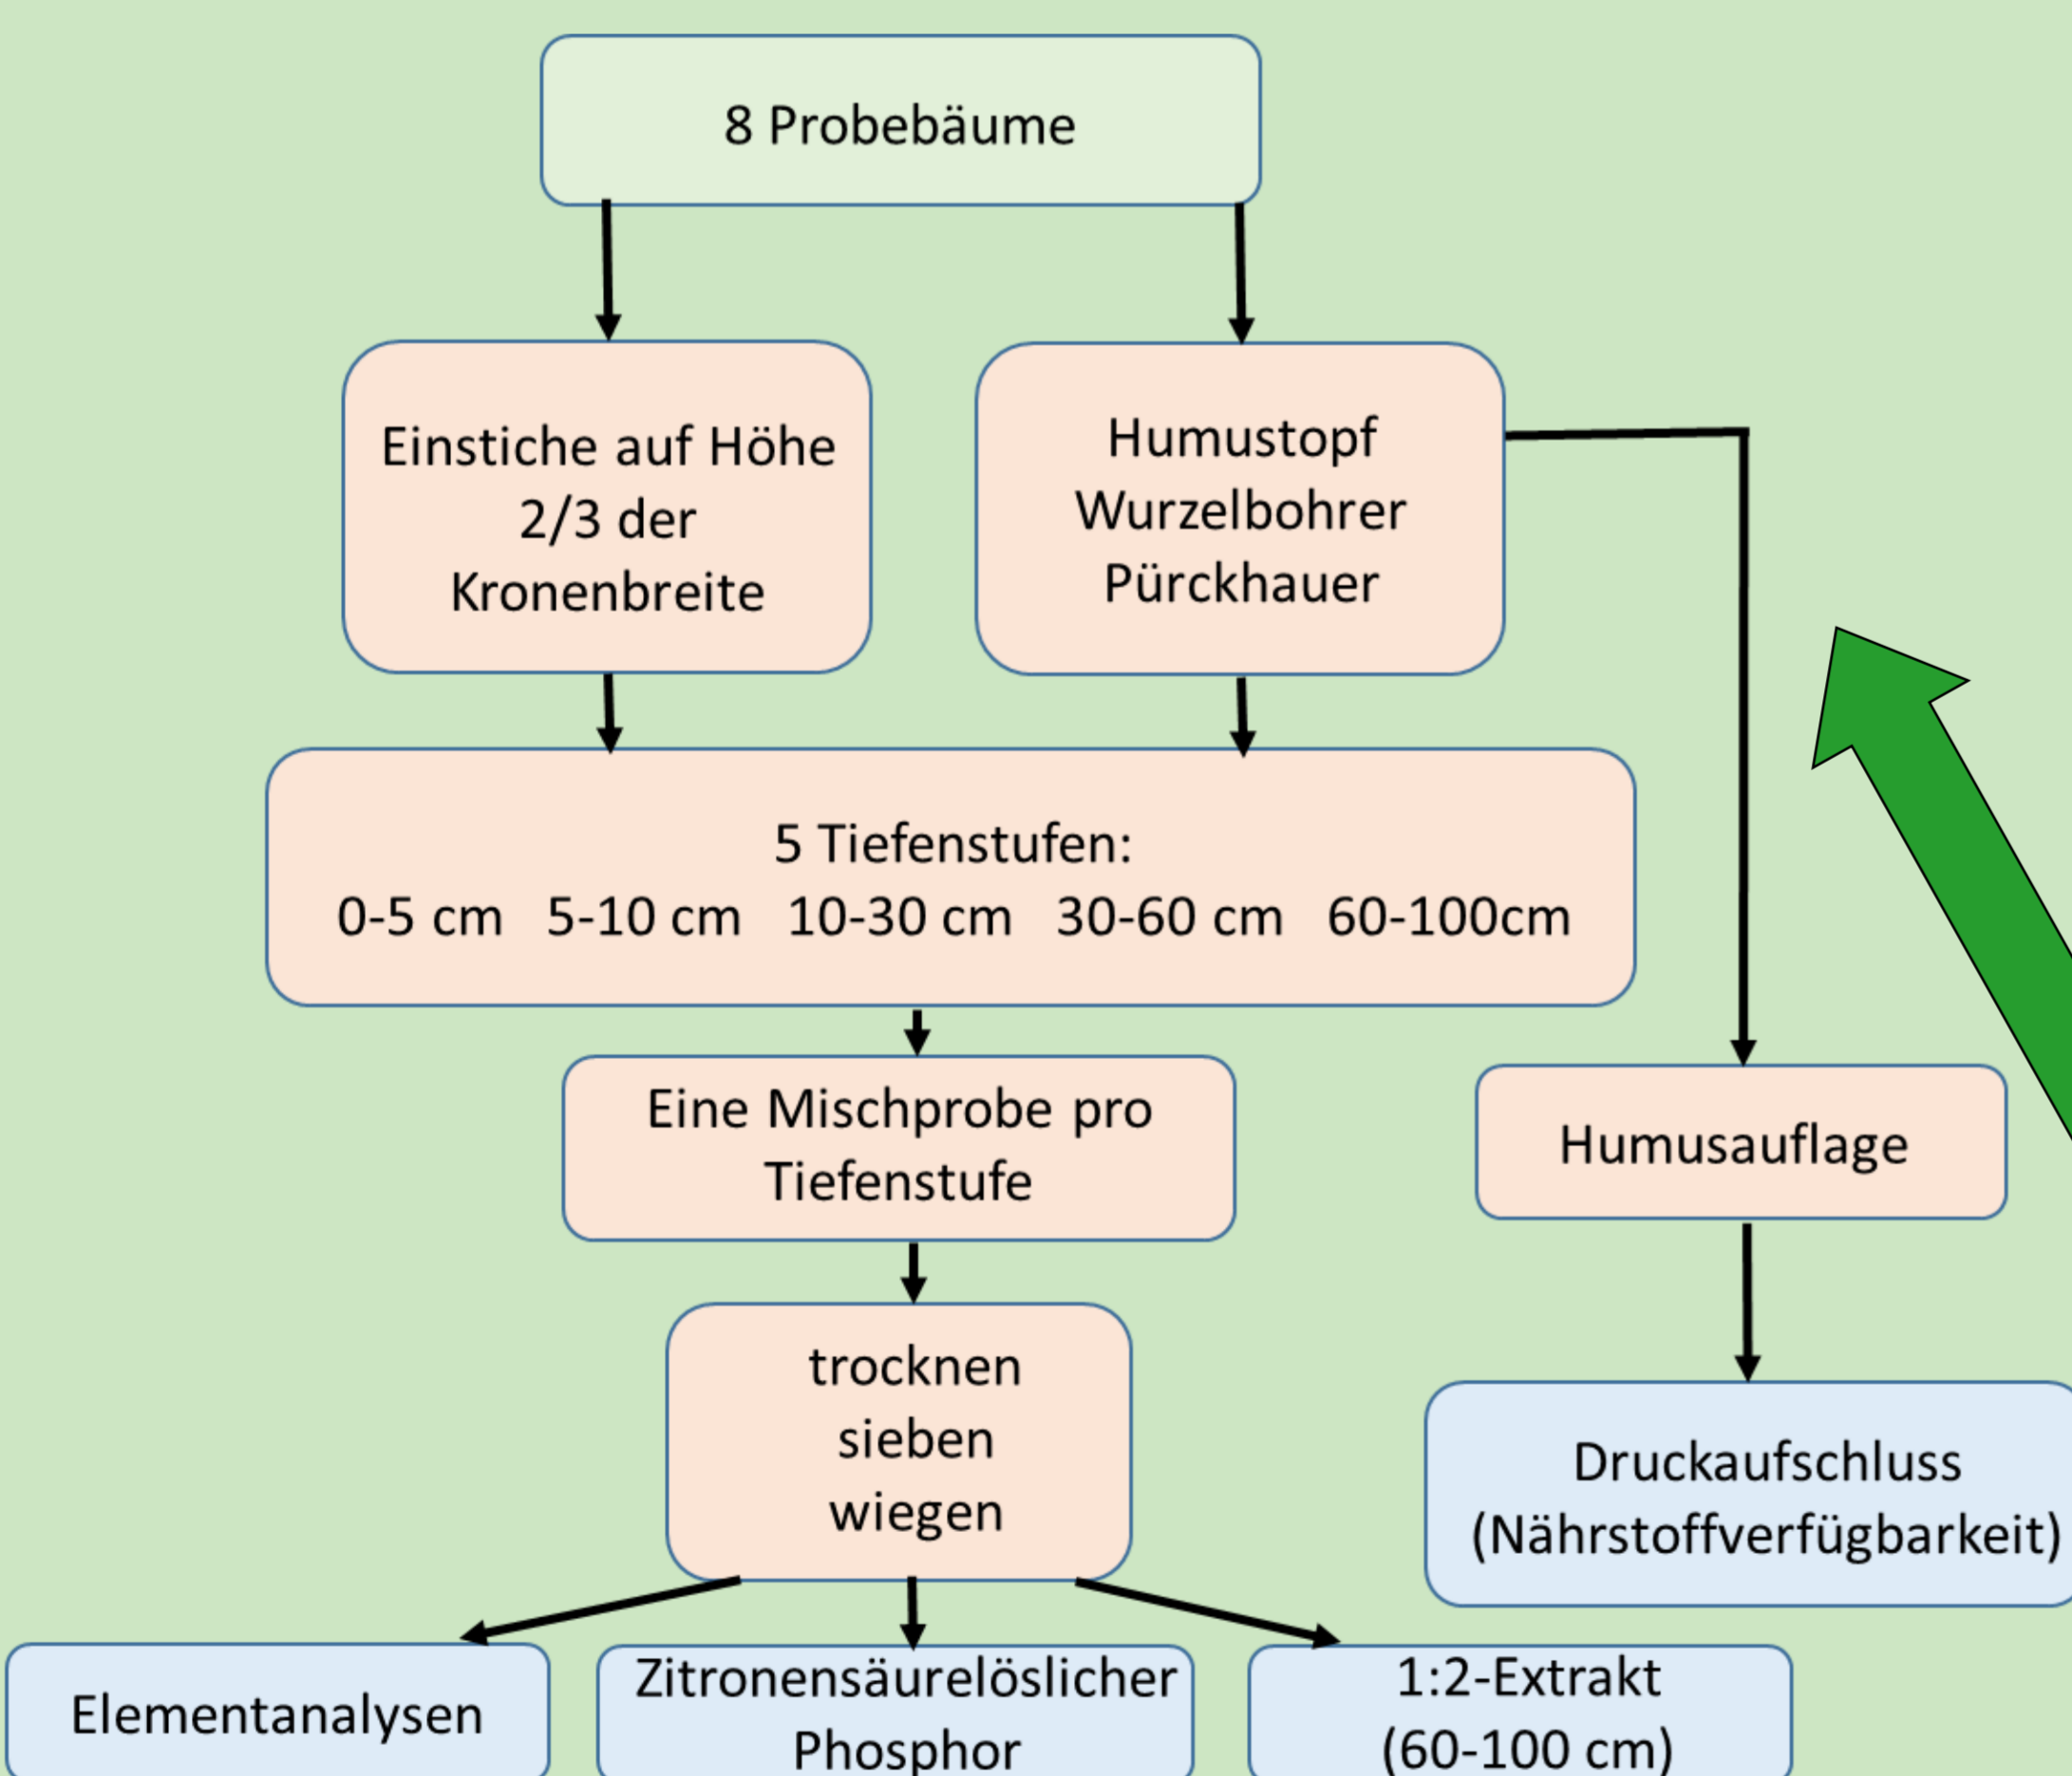 8 Probebäume
Einstiche auf Höhe
2/3 der
Kronenbreite
Humustopf
Wurzelbohrer
Pürckhauer
5 Tiefenstufen:
0-5 cm 5-10 cm 10-30 cm 30-60 cm 60-100cm
Eine Mischprobe pro
Tiefenstufe
Humusauflage
trocknen
sieben
wiegen
Druckaufschluss
(Nährstoffverfügbarkeit)
Elementanalysen
Zitronensäurelöslicher
Phosphor
1:2-Extrakt
(60-100 cm)